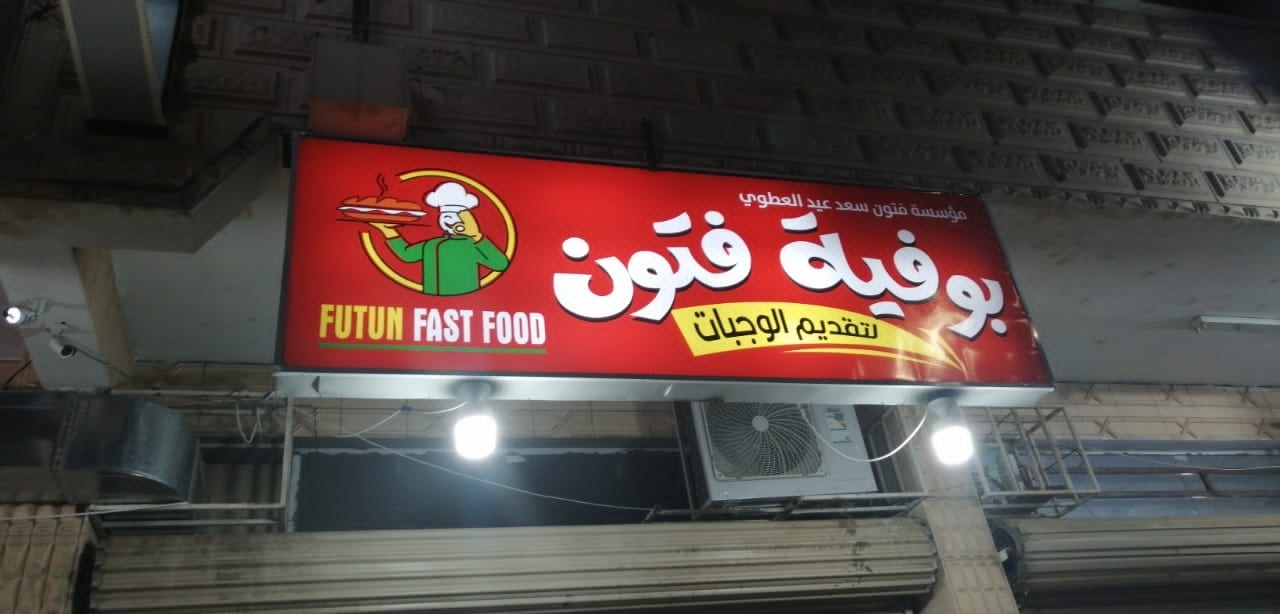 مؤسسة فتون سعد عيد العطوي
بوفية فتون
لتقديم الوجبات
FUTUN FAST FOOD